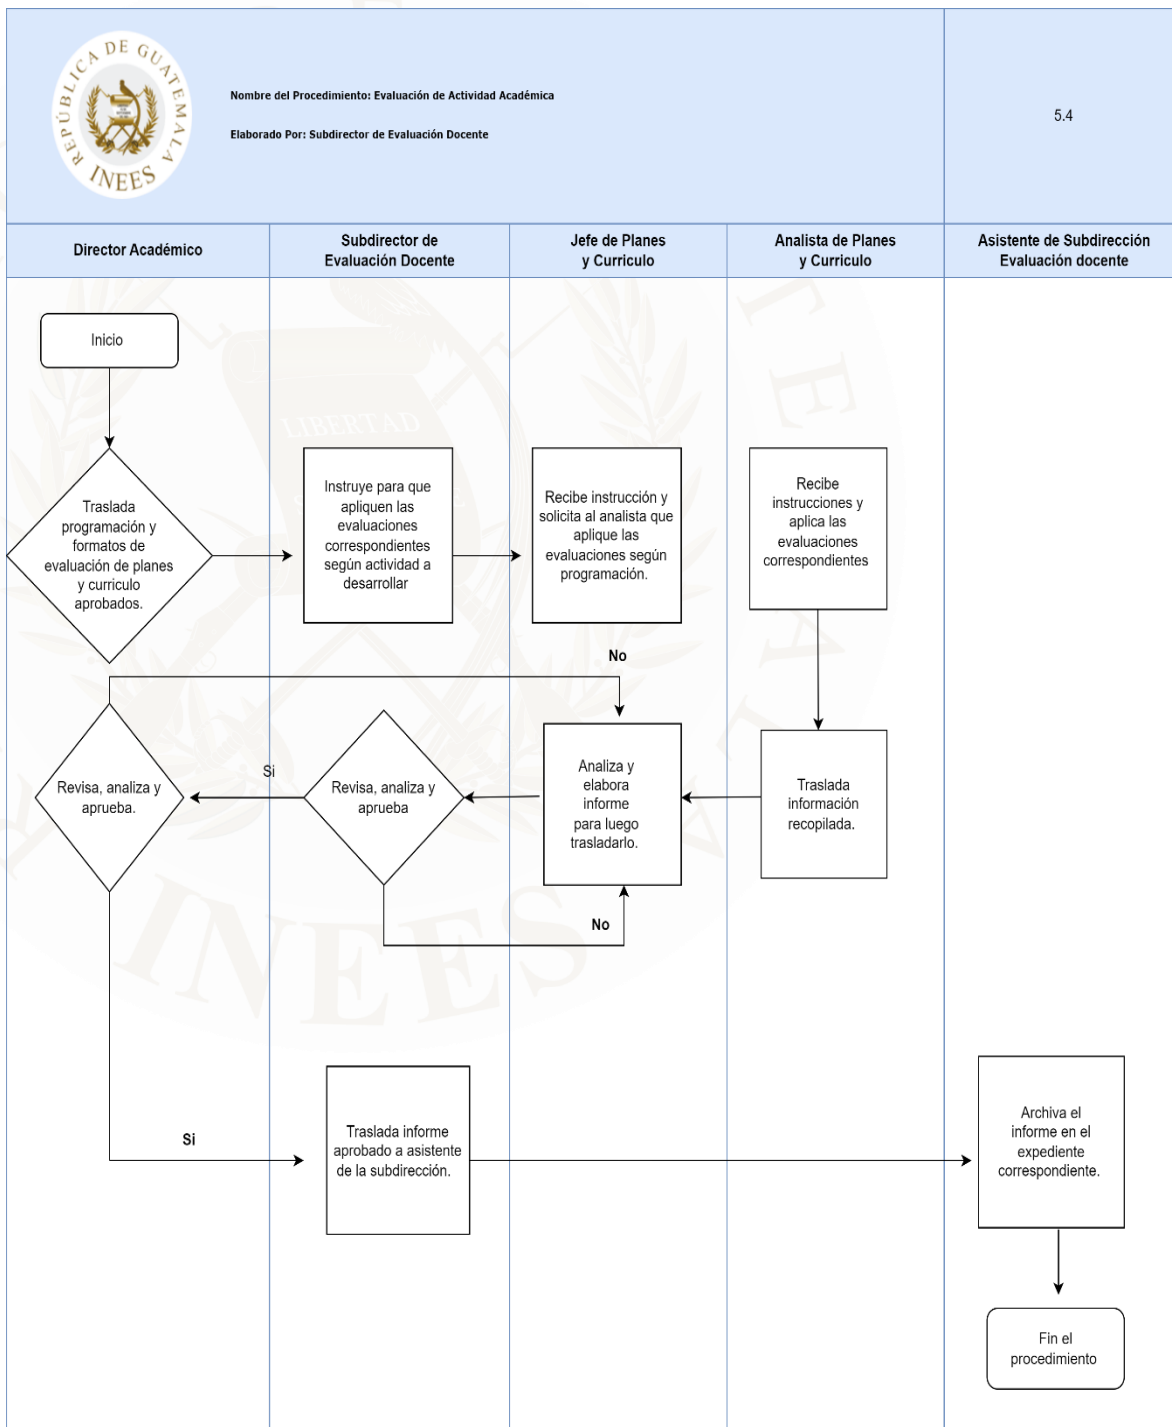 REPÚBLICA DE GUATEMALA
INEES
Nombre del Procedimiento: Evaluación de Actividad Académica
Elaborado Por: Subdirector de Evaluación Docente
5.4
Director Académico
Subdirector de
Evaluación Docente
Jefe de Planes
y Curriculo
Analista de Planes
y Curriculo
Asistente de Subdirección
Evaluación docente
Inicio
LIBERTAD
Traslada
programación y
formatos de
evaluación de planes
y curriculo
aprobados.
Instruye para que
apliquen las
evaluaciones
correspondientes
según actividad a
desarrollar
Recibe instrucción y
solicita al analista que
aplique las
evaluaciones según
programación.
Recibe
instrucciones y
aplica las
evaluaciones
correspondientes
No
Revisa, analiza y
aprueba.
Si
Revisa, analiza y
aprueba
Analiza y
elabora
informe
para luego
trasladarlo.
Traslada
información
recopilada.
No
INEES
Si
Traslada informe
aprobado a asistente
de la subdirección.
Archiva el
informe en el
expediente
correspondiente.
Fin el
procedimiento